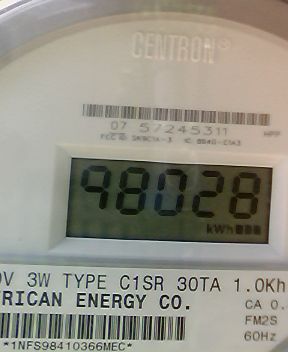 CENTRON®
07 57245311
HPP
98028
kWh
V 3W TYPE C1SR 30TA 1.0Kh
RICAN ENERGY CO.
CA 0.
FM2S
60Hz
*1NFS98410366MEC*